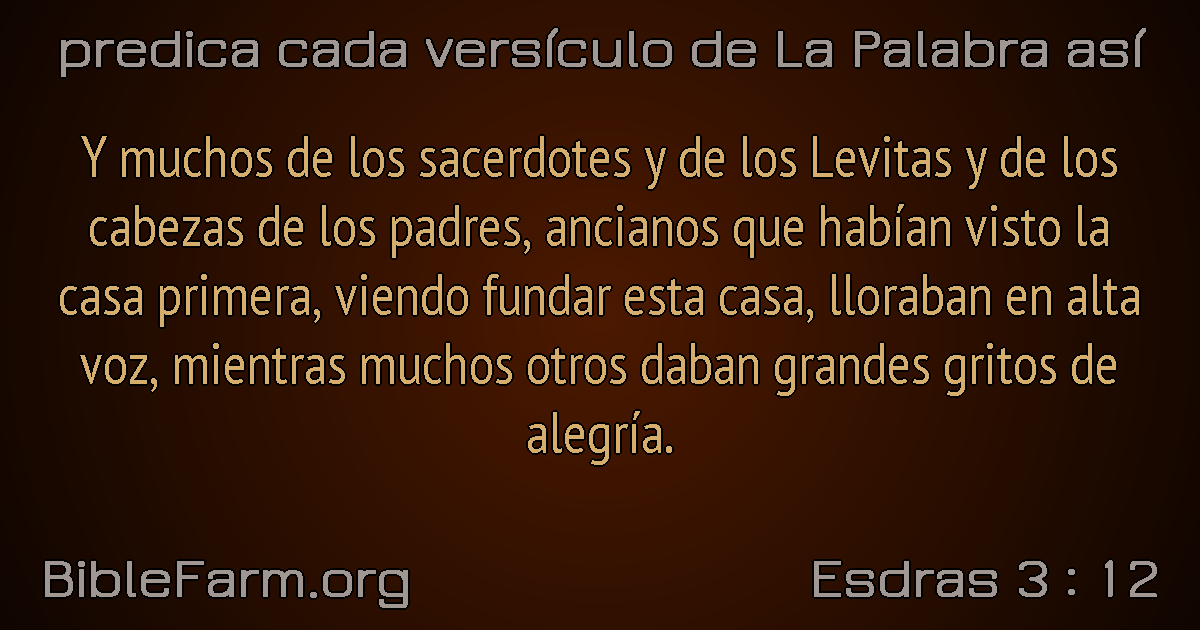 predica cada versículo de La Palabra así
Y muchos de los sacerdotes y de los Levitas y de los
cabezas de los padres, ancianos que habían visto la
casa primera, viendo fundar esta casa, lloraban en alta
voz, mientras muchos otros daban grandes gritos de
alegría.
BibleFarm.org
Esdras 3 : 12